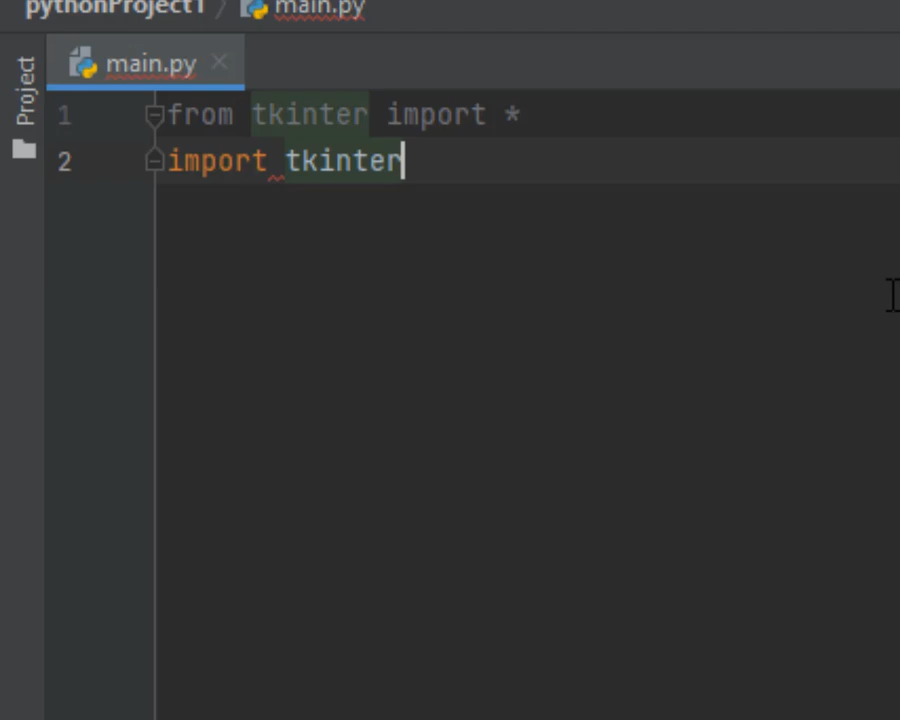 pythonProject1 / main.py
Project
main.py
1 from tkinter import *
2 import tkinter